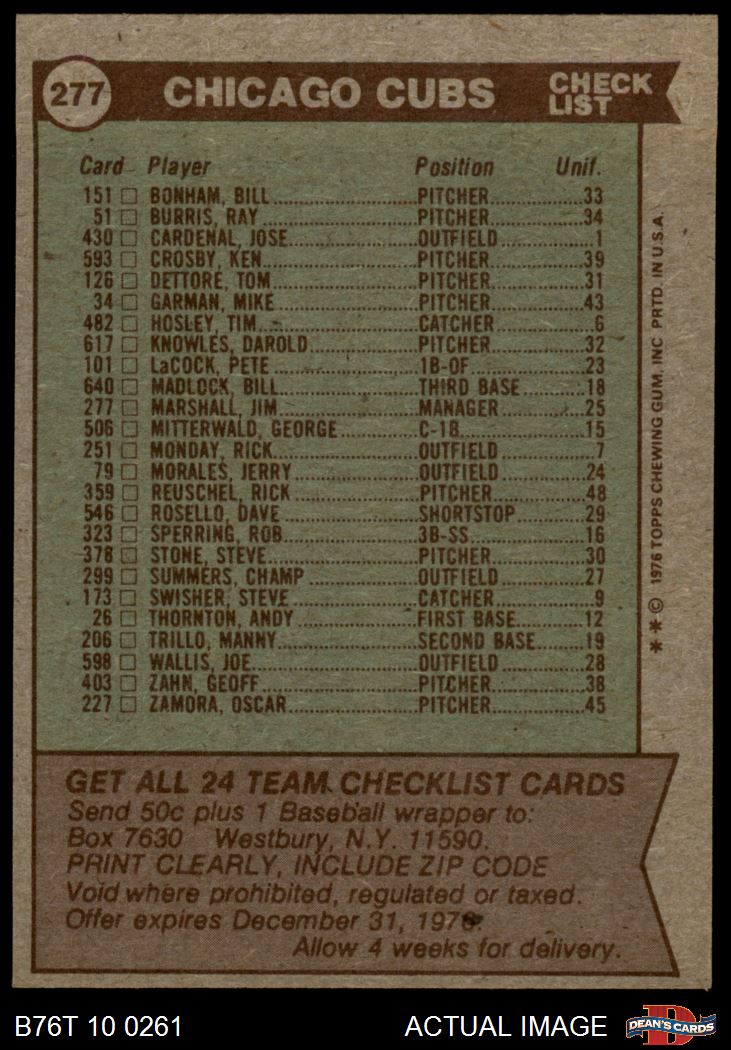 277 CHICAGO CUBS CHECK LIST
Card Player Position Unif.
151 □ BONHAM, BILL PITCHER 33
51 □ BURRIS, RAY PITCHER 34
430 □ CARDENAL, JOSE OUTFIELD 1
593 □ CROSBY, KEN PITCHER 39
126 □ DETTORE, TOM PITCHER 31
34 □ GARMAN, MIKE PITCHER 43
482 □ HOSLEY, TIM CATCHER 6
617 □ KNOWLES, DAROLD PITCHER 32
101 □ LaCOCK, PETE 1B-OF 23
640 □ MADLOCK, BILL THIRD BASE 18
277 □ MARSHALL, JIM MANAGER 25
506 □ MITTERWALD, GEORGE C-1B 15
251 □ MONDAY, RICK OUTFIELD 7
79 □ MORALES, JERRY OUTFIELD 24
359 □ REUSCHEL, RICK PITCHER 48
546 □ ROSELLO, DAVE SHORTSTOP 29
323 □ SPERRING, ROB 3B-SS 16
378 □ STONE, STEVE PITCHER 30
299 □ SUMMERS, CHAMP OUTFIELD 27
173 □ SWISHER, STEVE CATCHER 9
26 □ THORNTON, ANDY FIRST BASE 12
206 □ TRILLO, MANNY SECOND BASE 19
598 □ WALLIS, JOE OUTFIELD 28
403 □ ZAHN, GEOFF PITCHER 38
227 □ ZAMORA, OSCAR PITCHER 45
**© 1976 TOPPS CHEWING GUM, INC PRTD. IN U.S.A.
GET ALL 24 TEAM CHECKLIST CARDS
Send 50c plus 1 Baseball wrapper to:
Box 7630 Westbury, N.Y. 11590.
PRINT CLEARLY, INCLUDE ZIP CODE
Void where prohibited, regulated or taxed.
Offer expires December 31, 1976.
Allow 4 weeks for delivery.
B76T 10 0261 ACTUAL IMAGE D DEAN'S CARDS